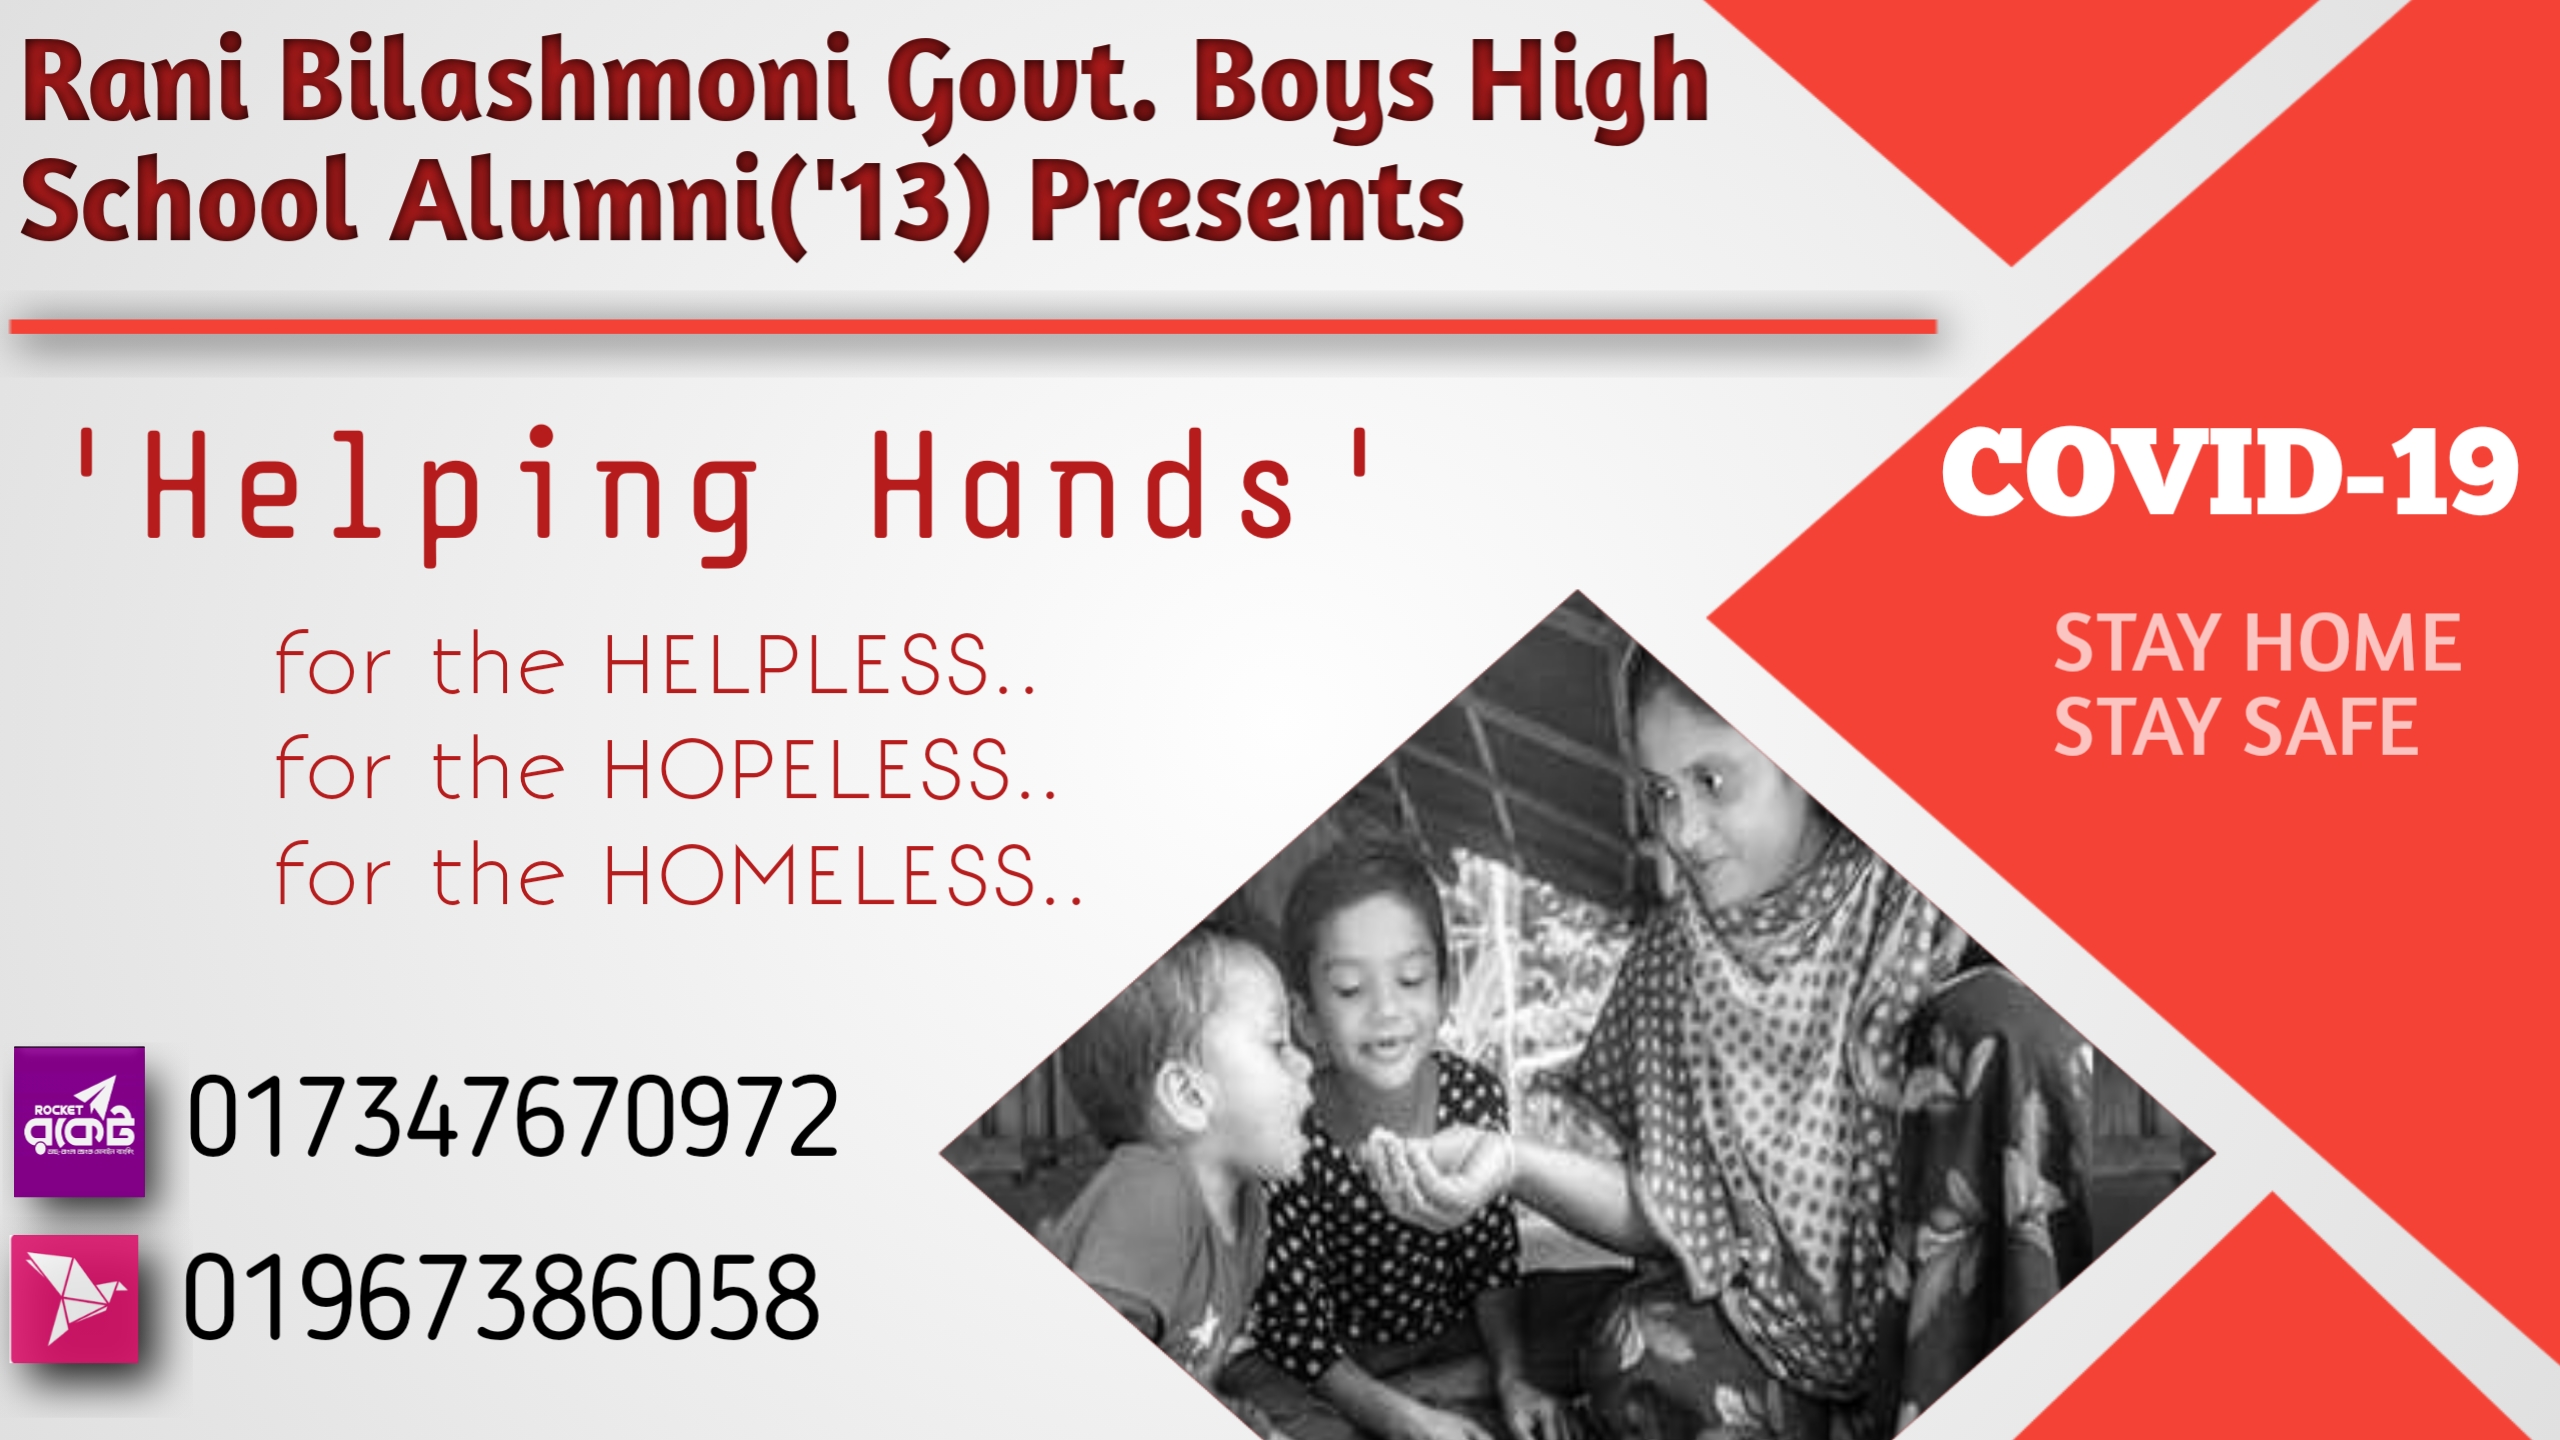 Rani Bilashmoni Govt. Boys High
School Alumni('13) Presents
'Helping Hands'
for the HELPLESS..
for the HOPELESS..
for the HOMELESS..
COVID-19
STAY HOME
STAY SAFE
ROCKET
রকেট
017347670972
01967386058